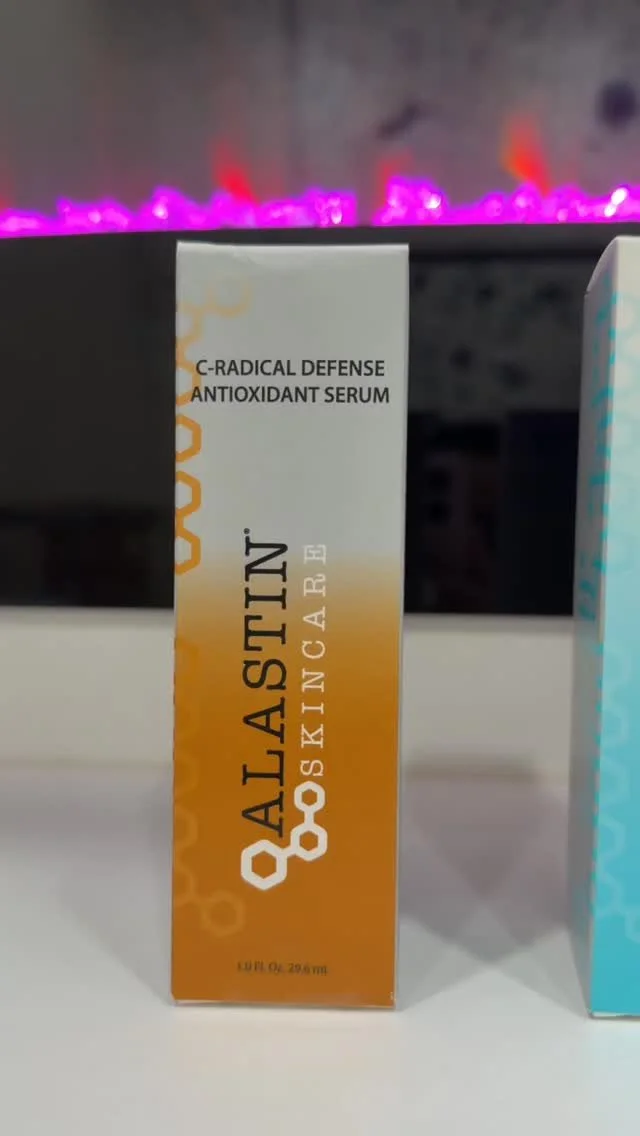 C-RADICAL DEFENSE
ANTIOXIDANT SERUM
ALASTIN®
SKINCARE
1.0 Fl. Oz. 29.6 ml